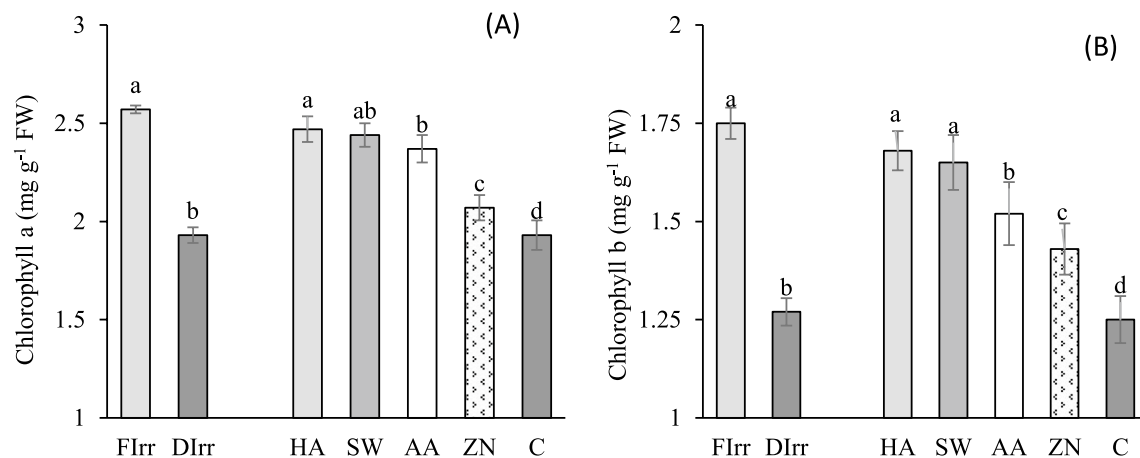 (A)
Chlorophyll a (mg g⁻¹ FW)
3
2.5
2
1.5
1
a
b
a
ab
b
c
d
FIrr DIrr HA SW AA ZN C
(B)
Chlorophyll b (mg g⁻¹ FW)
2
1.75
1.5
1.25
1
a
b
a
a
b
c
d
FIrr DIrr HA SW AA ZN C